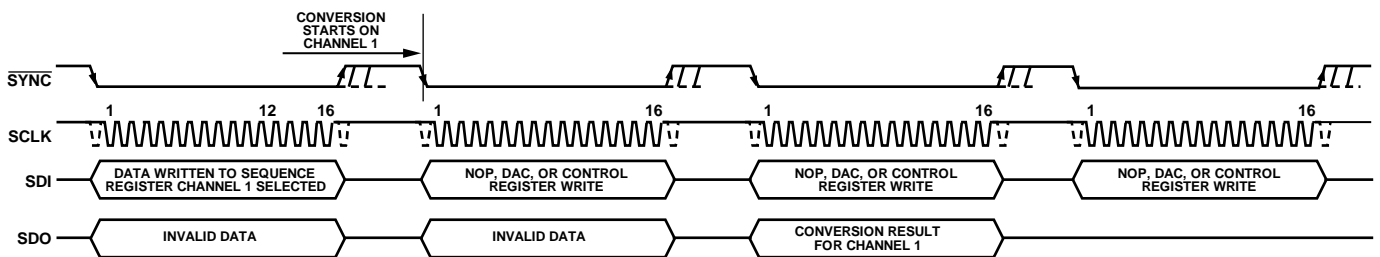 CONVERSION
STARTS ON
CHANNEL 1
SYNC
1 12 16 1 16 1 16 1 16
SCLK
SDI
DATA WRITTEN TO SEQUENCE
REGISTER CHANNEL 1 SELECTED
NOP, DAC, OR CONTROL
REGISTER WRITE
NOP, DAC, OR CONTROL
REGISTER WRITE
NOP, DAC, OR CONTROL
REGISTER WRITE
SDO
INVALID DATA
INVALID DATA
CONVERSION RESULT
FOR CHANNEL 1